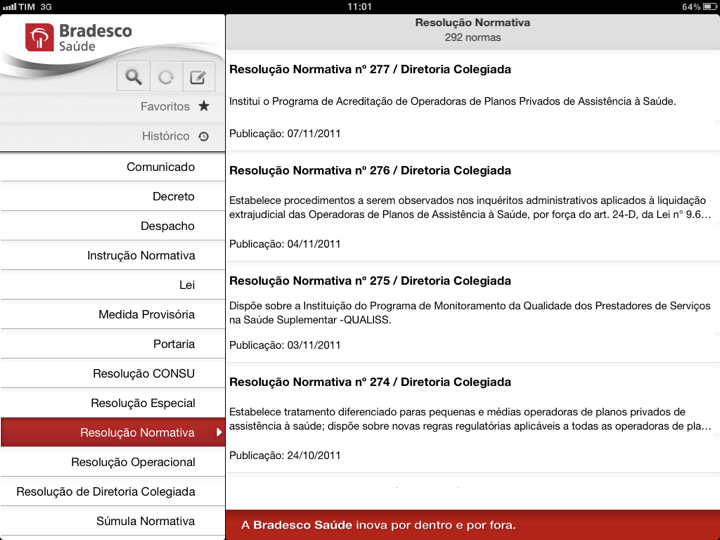 TIM 3G
11:01
64%
Bradesco
Saúde
Favoritos
Histórico
Comunicado
Decreto
Despacho
Instrução Normativa
Lei
Medida Provisória
Portaria
Resolução CONSU
Resolução Especial
Resolução Normativa
Resolução Operacional
Resolução de Diretoria Colegiada
Súmula Normativa
Resolução Normativa
292 normas
Resolução Normativa nº 277 / Diretoria Colegiada
Institui o Programa de Acreditação de Operadoras de Planos Privados de Assistência à Saúde.
Publicação: 07/11/2011
Resolução Normativa nº 276 / Diretoria Colegiada
Estabelece procedimentos a serem observados nos inquéritos administrativos aplicados à liquidação
extrajudicial das Operadoras de Planos de Assistência à Saúde, por força do art. 24-D, da Lei n° 9.6...
Publicação: 04/11/2011
Resolução Normativa nº 275 / Diretoria Colegiada
Dispõe sobre a Instituição do Programa de Monitoramento da Qualidade dos Prestadores de Serviços
na Saúde Suplementar -QUALISS.
Publicação: 03/11/2011
Resolução Normativa nº 274 / Diretoria Colegiada
Estabelece tratamento diferenciado paras pequenas e médias operadoras de planos privados de
assistência à saúde; dispõe sobre novas regras regulatórias aplicáveis a todas as operadoras de pla...
Publicação: 24/10/2011
A Bradesco Saúde inova por dentro e por fora.